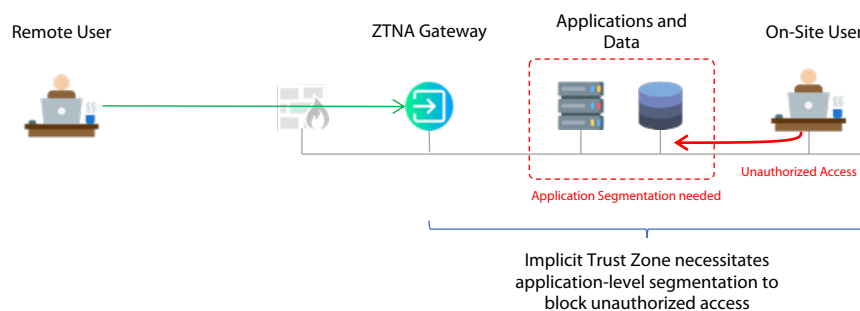 Remote User
ZTNA Gateway
Applications and
Data
On-Site User
Unauthorized Access
Application Segmentation needed
Implicit Trust Zone necessitates
application-level segmentation to
block unauthorized access